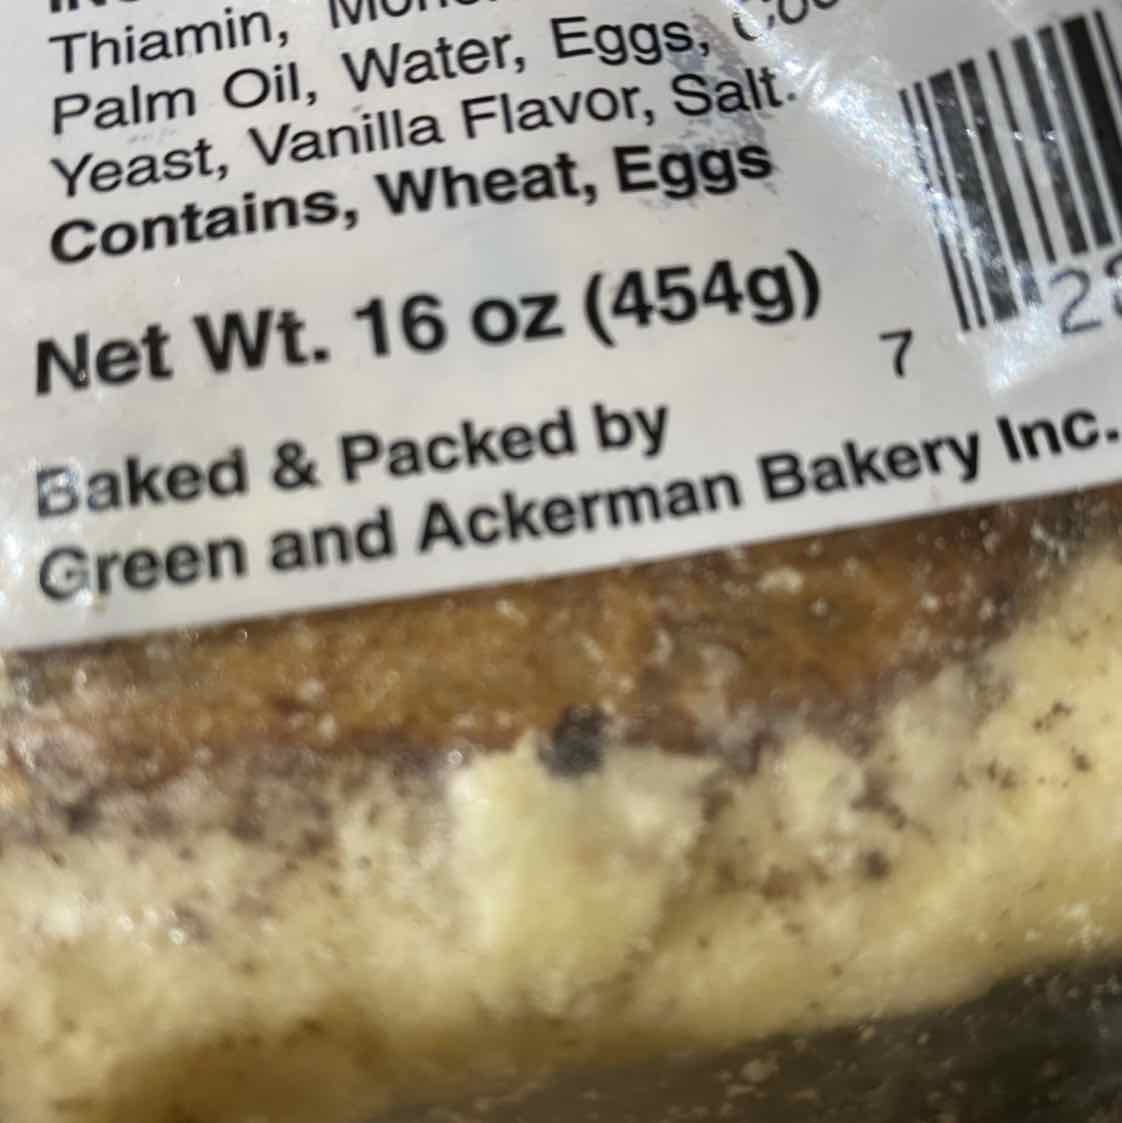 Thiamin,
Palm Oil, Water, Eggs,
Yeast, Vanilla Flavor, Salt.
Contains, Wheat, Eggs
Net Wt. 16 oz (454g)
7 2
Baked & Packed by
Green and Ackerman Bakery Inc.